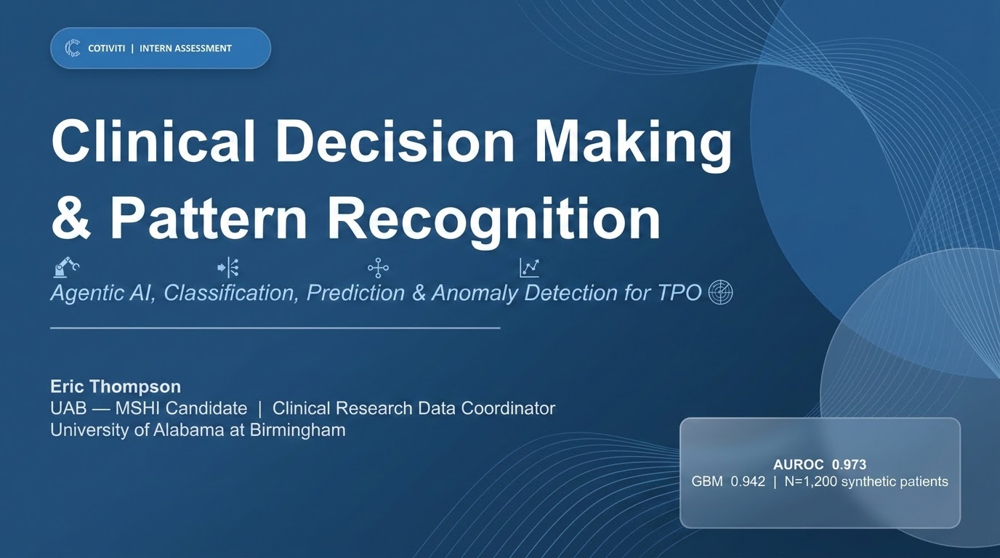 COTIVITI | INTERN ASSESSMENT
Clinical Decision Making
& Pattern Recognition
Agentic AI, Classification, Prediction & Anomaly Detection for TPO
Eric Thompson
UAB — MSHI Candidate | Clinical Research Data Coordinator
University of Alabama at Birmingham
AUROC 0.973
GBM 0.942 | N=1,200 synthetic patients